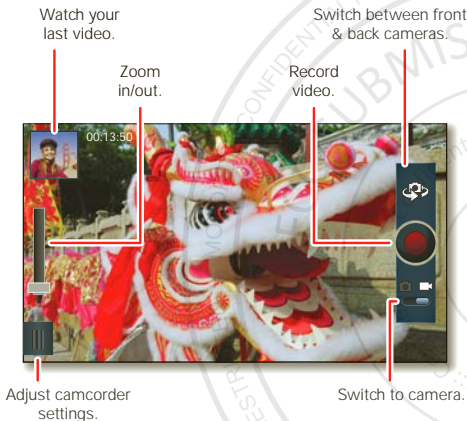 Watch your
last video.
Switch between front
& back cameras.
Zoom
in/out.
Record
video.
00:13:50
Adjust camcorder
settings.
Switch to camera.